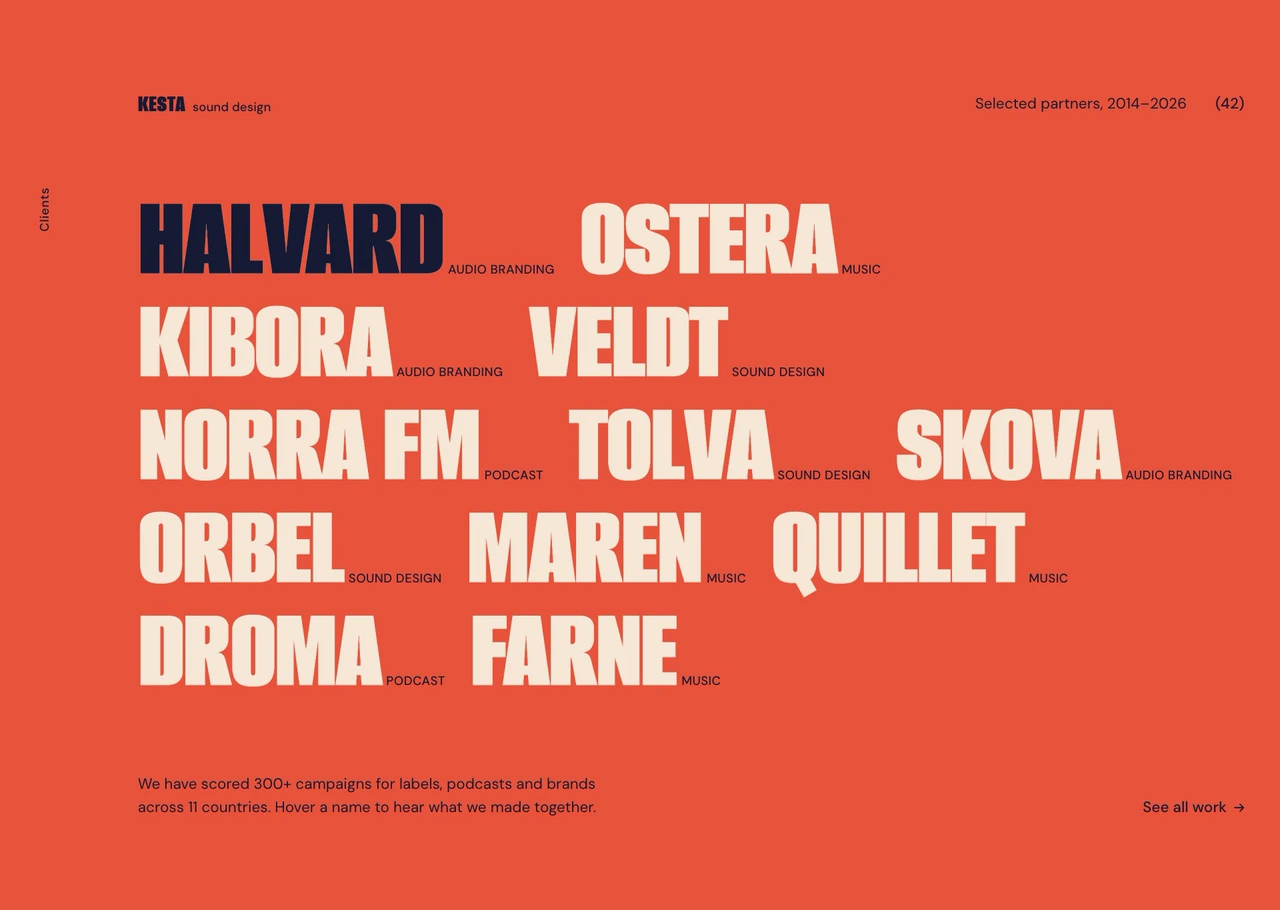 KESTA sound design
Selected partners, 2014–2026 (42)
Clients
HALVARD AUDIO BRANDING OSTERA MUSIC
KIBORA AUDIO BRANDING VELDT SOUND DESIGN
NORRA FM PODCAST TOLVA SOUND DESIGN SKOVA AUDIO BRANDING
ORBEL SOUND DESIGN MAREN MUSIC QUILLET MUSIC
DROMA PODCAST FARNE MUSIC
We have scored 300+ campaigns for labels, podcasts and brands
across 11 countries. Hover a name to hear what we made together.
See all work →